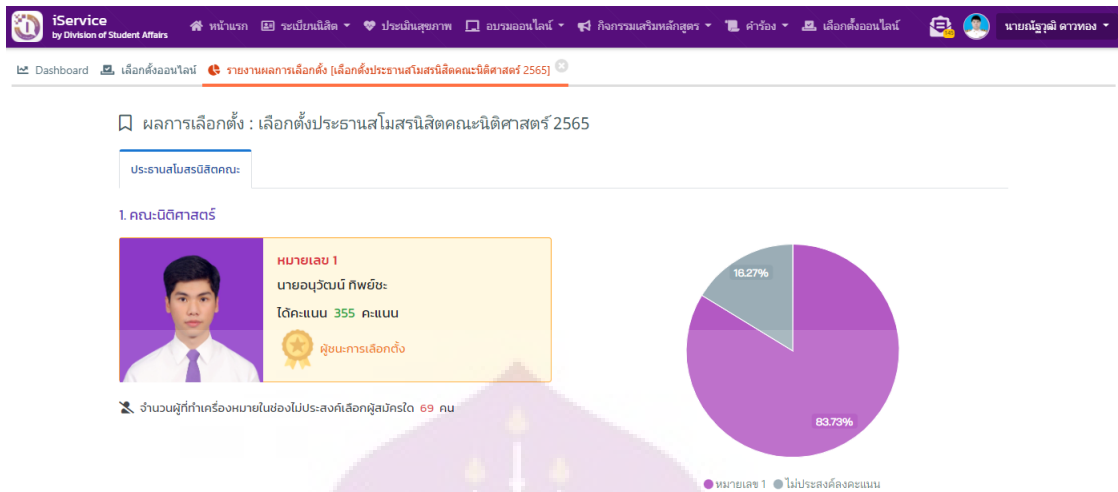 iService
by Division of Student Affairs
หน้าแรก ระเบียนนิสิต ประเมินสุขภาพ อบรมออนไลน์ กิจกรรมเสริมหลักสูตร คำร้อง เลือกตั้งออนไลน์ นายณัฐวุฒิ ดาวทอง
Dashboard เลือกตั้งออนไลน์ รายงานผลการเลือกตั้ง [เลือกตั้งประธานสโมสรนิสิตคณะนิติศาสตร์ 2565]
ผลการเลือกตั้ง : เลือกตั้งประธานสโมสรนิสิตคณะนิติศาสตร์ 2565
ประธานสโมสรนิสิตคณะ
1. คณะนิติศาสตร์
หมายเลข 1
นายอนุวัฒน์ ทิพย์ชะ
ได้คะแนน 355 คะแนน
ผู้ชนะการเลือกตั้ง
จำนวนผู้ที่ทำเครื่องหมายในช่องไม่ประสงค์เลือกผู้สมัครใด 69 คน
16.27%
83.73%
หมายเลข 1 ไม่ประสงค์ลงคะแนน